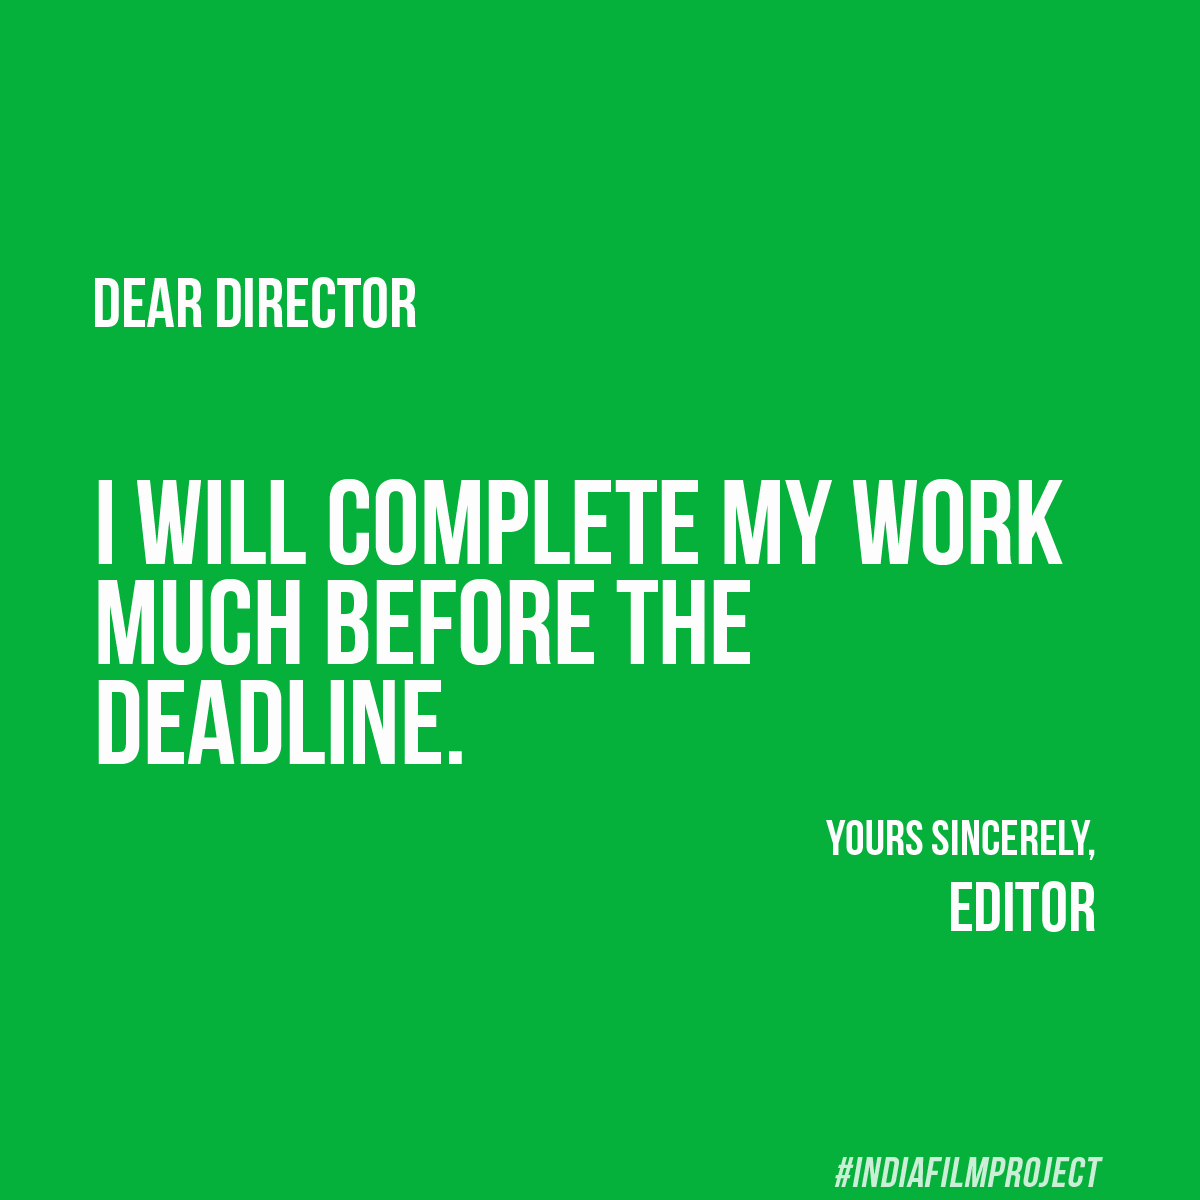 DEAR DIRECTOR
I WILL COMPLETE MY WORK
MUCH BEFORE THE
DEADLINE.
YOURS SINCERELY,
EDITOR
#INDIAFILMPROJECT